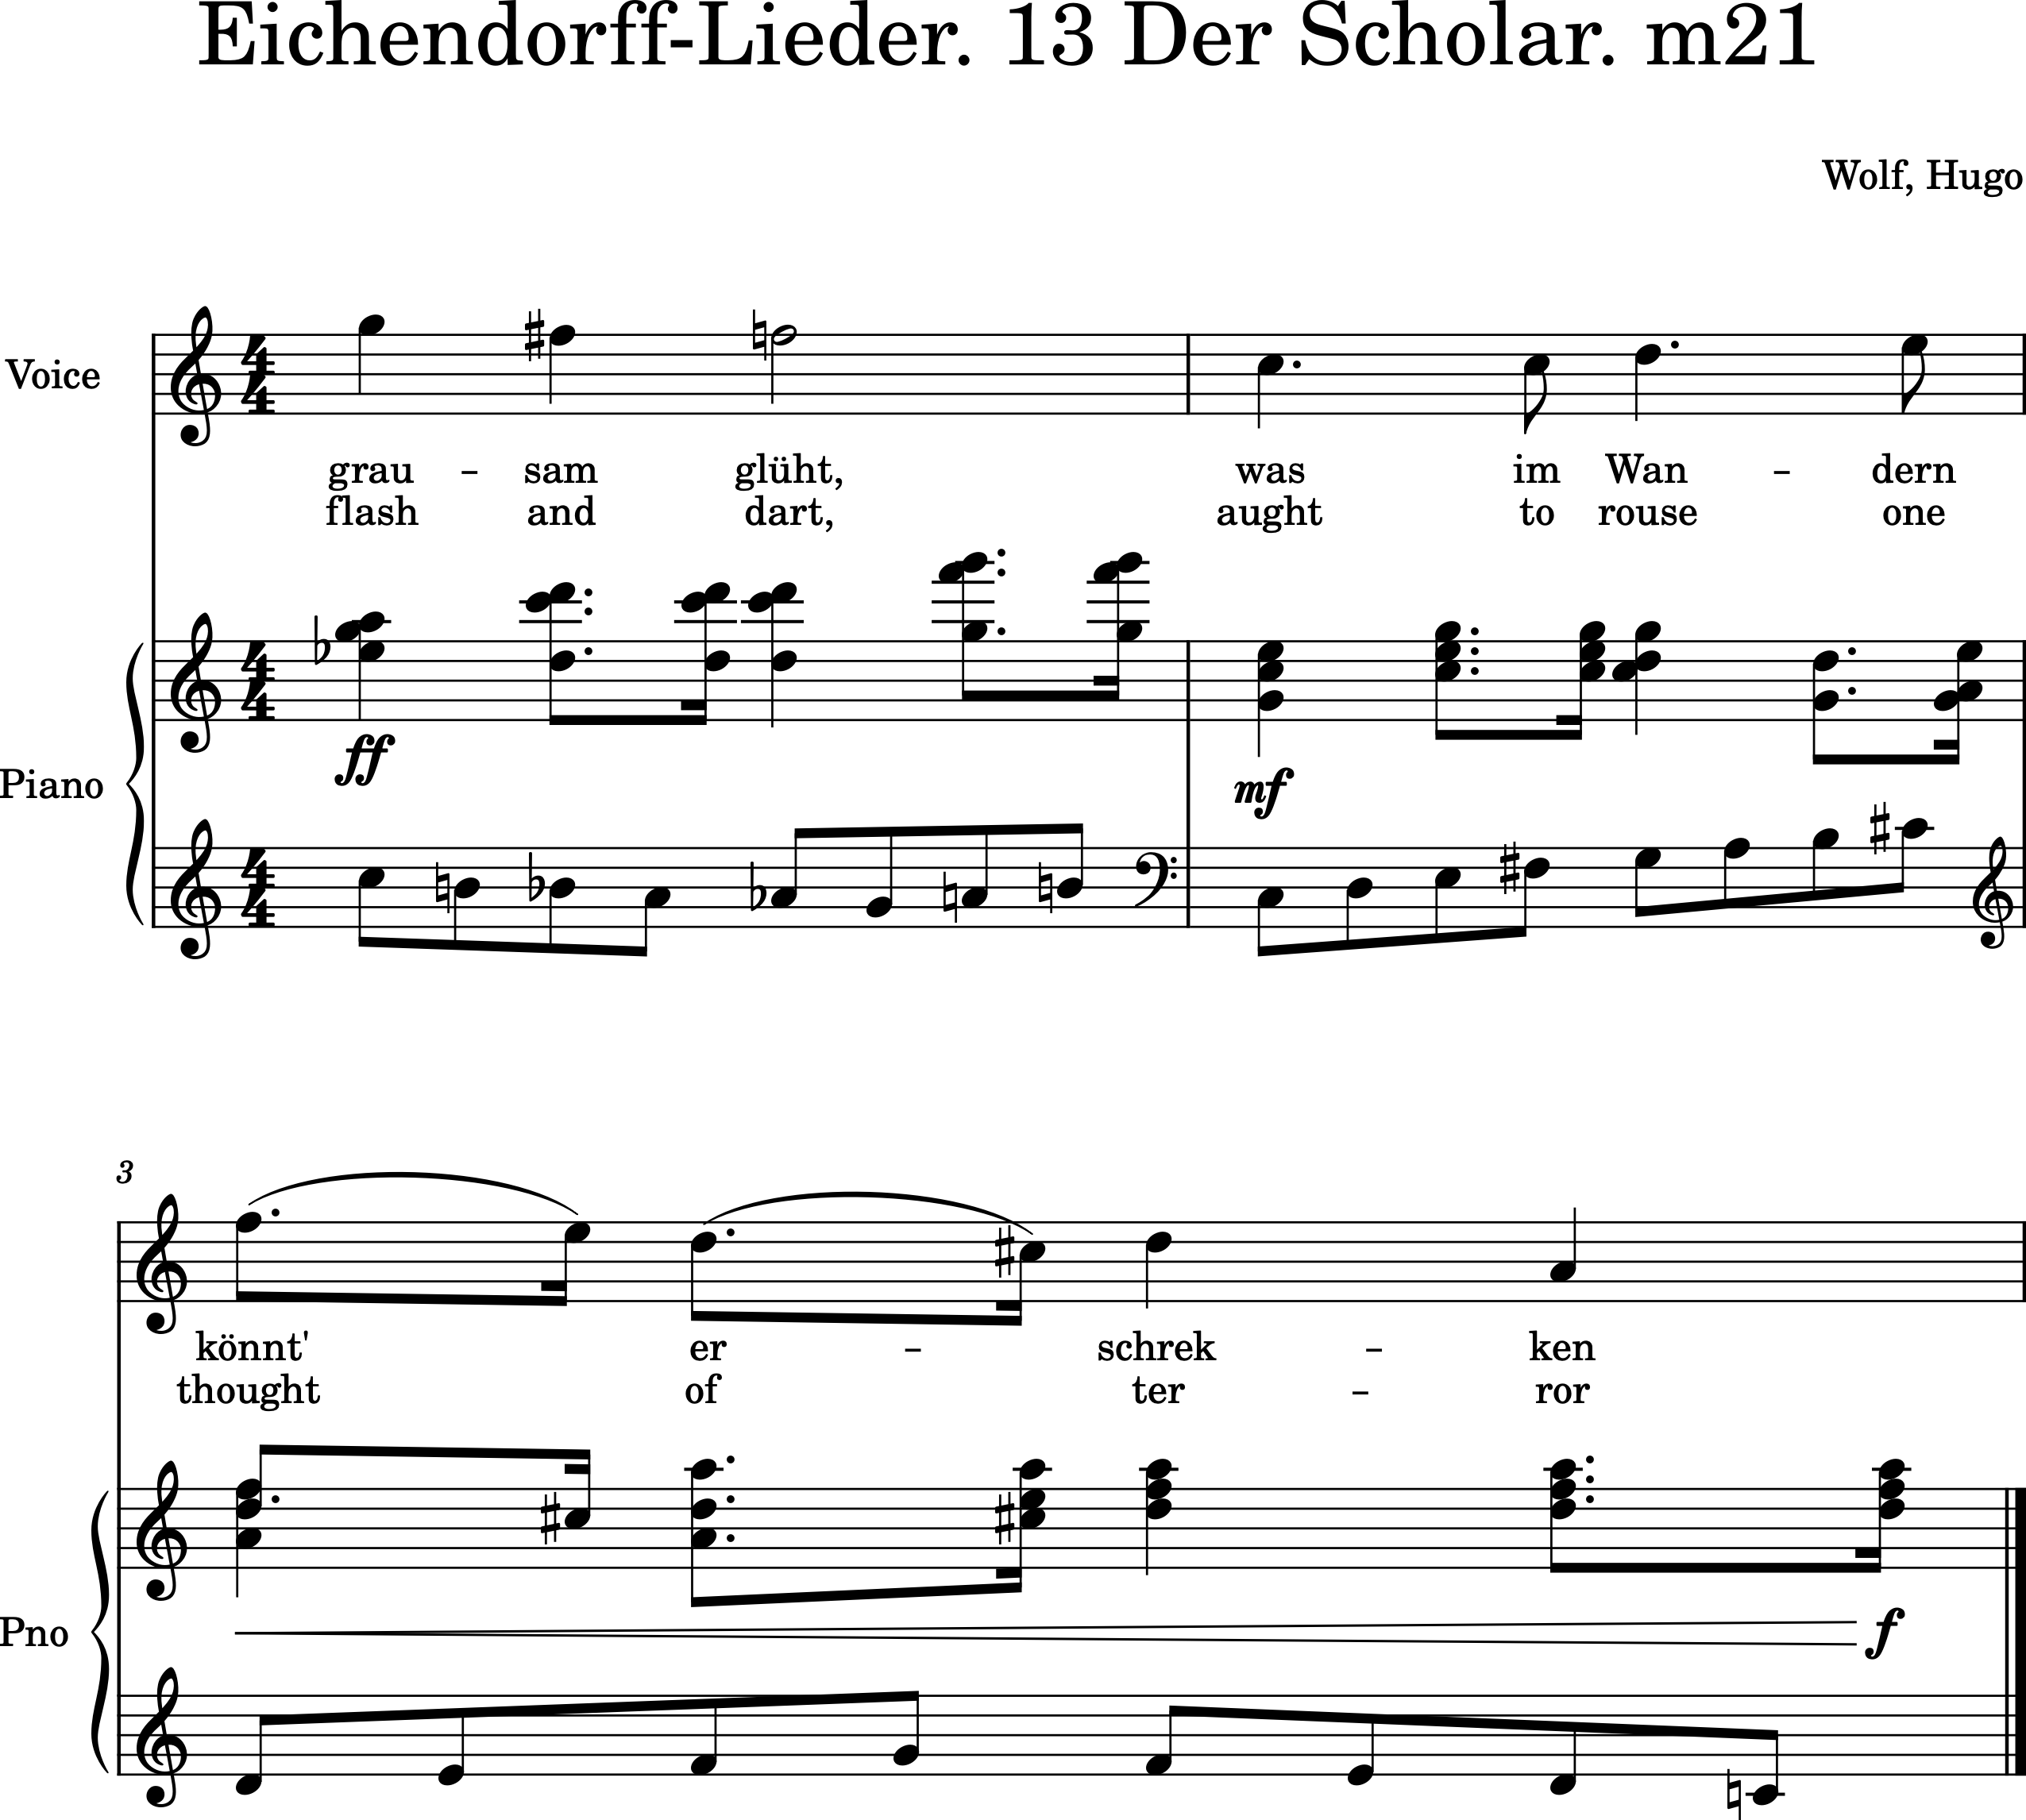 Eichendorff-Lieder. 13 Der Scholar. m21
Wolf, Hugo
Voice
grau - sam glüht, was im Wan - dern
flash and dart, aught to rouse one
ff
Piano
mf
3
könnt' er - schrek - ken
thought of ter - ror
Pno
f